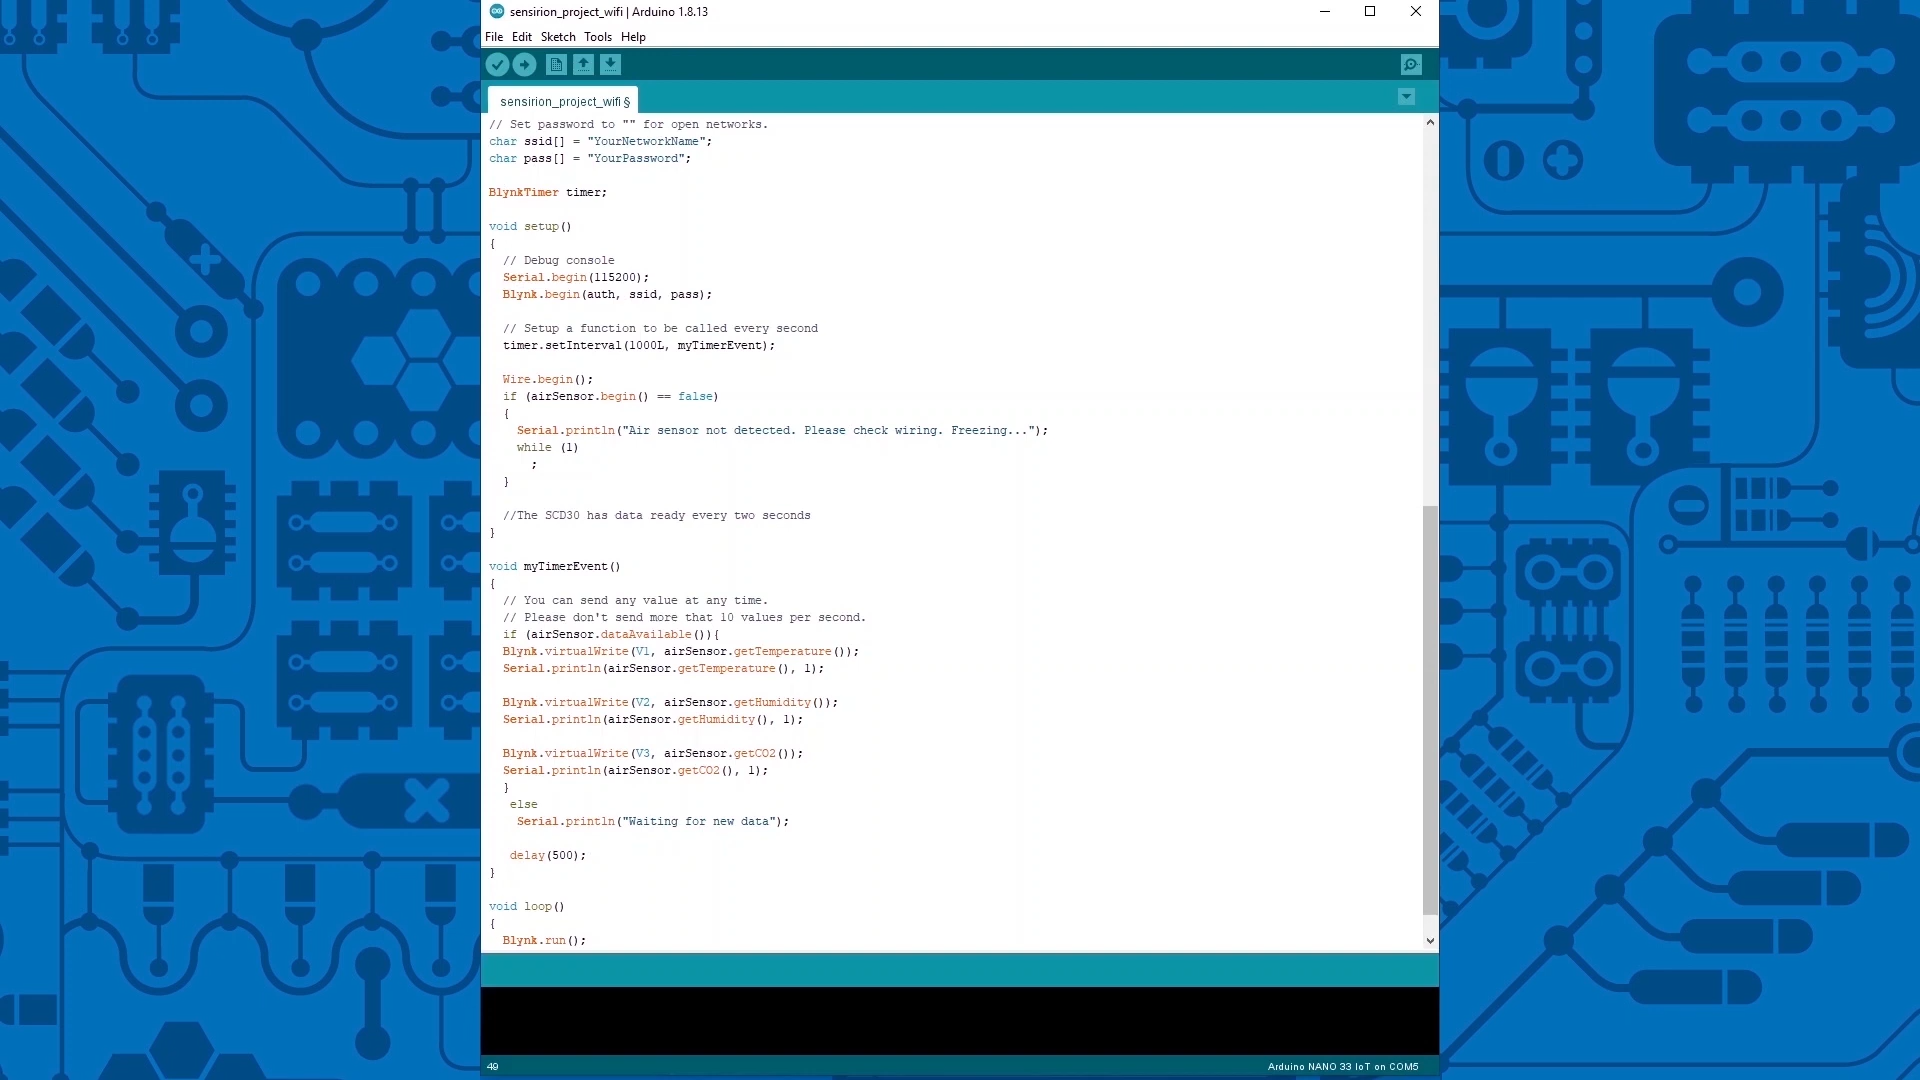 sensirion_project_wifi | Arduino 1.8.13
File Edit Sketch Tools Help
sensirion_project_wifi §
// Set password to "" for open networks.
char ssid[] = "YourNetworkName";
char pass[] = "YourPassword";
BlynkTimer timer;
void setup()
{
// Debug console
Serial.begin(115200);
Blynk.begin(auth, ssid, pass);
// Setup a function to be called every second
timer.setInterval(1000L, myTimerEvent);
Wire.begin();
if (airSensor.begin() == false)
{
Serial.println("Air sensor not detected. Please check wiring. Freezing...");
while (1)
;
}
//The SCD30 has data ready every two seconds
}
void myTimerEvent()
{
// You can send any value at any time.
// Please don't send more that 10 values per second.
if (airSensor.dataAvailable()){
Blynk.virtualWrite(V1, airSensor.getTemperature());
Serial.println(airSensor.getTemperature(), 1);
Blynk.virtualWrite(V2, airSensor.getHumidity());
Serial.println(airSensor.getHumidity(), 1);
Blynk.virtualWrite(V3, airSensor.getCO2());
Serial.println(airSensor.getCO2(), 1);
}
else
Serial.println("Waiting for new data");
delay(500);
}
void loop()
{
Blynk.run();
49
Arduino NANO 33 IoT on COM5